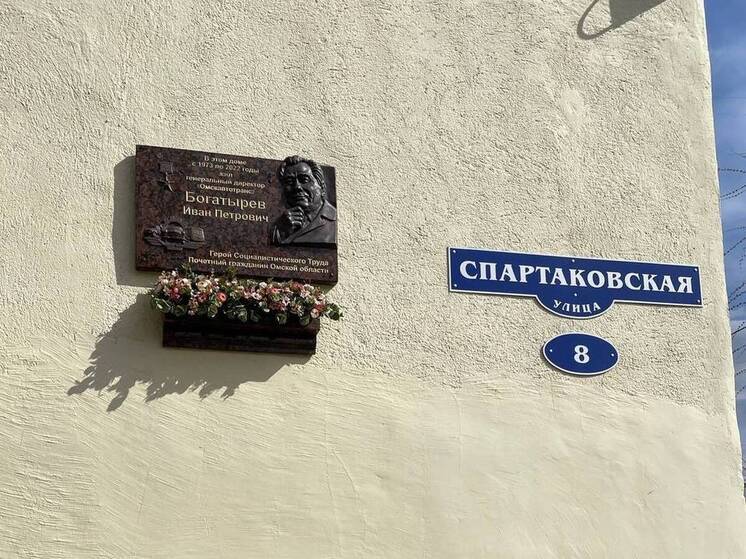 В этом доме
с 1973 по 2022 годы
жил
генеральный директор
«Омскавтотранс»
Богатырев
Иван Петрович
Герой Социалистического Труда
Почетный гражданин Омской области
СПАРТАКОВСКАЯ
УЛИЦА
8